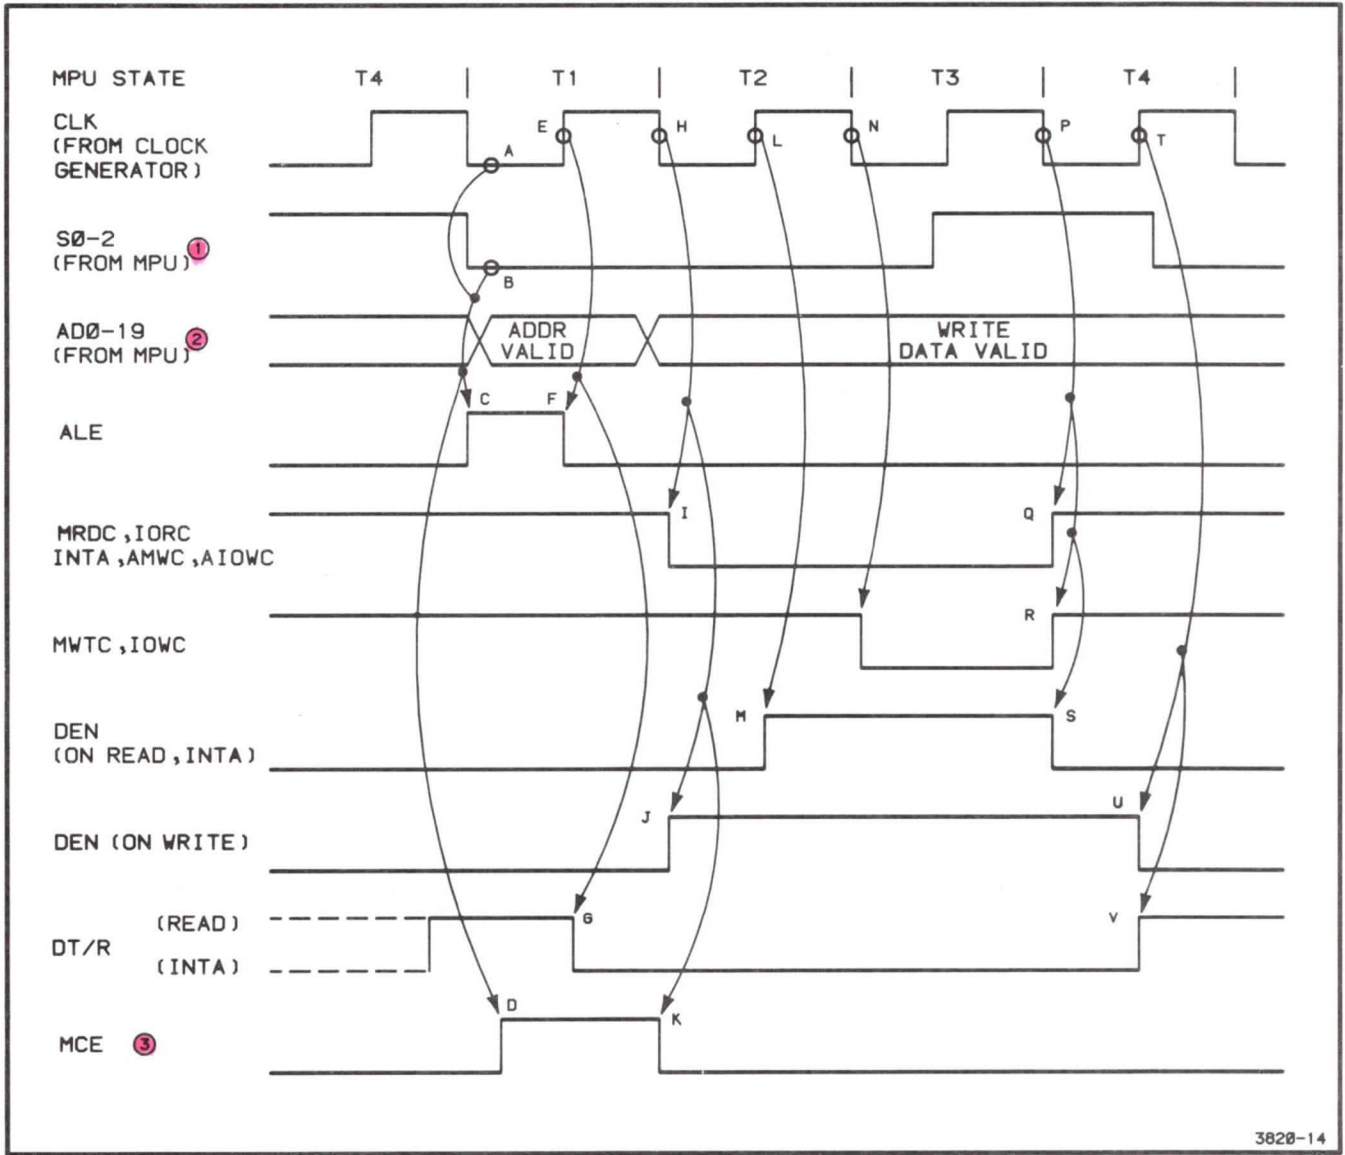 MPU STATE T4 | T1 | T2 | T3 | T4 |
CLK
(FROM CLOCK
GENERATOR)
A
E
H
L
N
P
T
SØ-2
(FROM MPU) 1
B
ADØ-19
(FROM MPU) 2
ADDR
VALID
WRITE
DATA VALID
ALE
C
F
MRDC,IORC
INTA,AMWC,AIOWC
I
Q
MWTC,IOWC
R
DEN
(ON READ,INTA)
M
S
DEN (ON WRITE)
J
U
DT/R
(READ)
(INTA)
G
V
MCE 3
D
K
3820-14